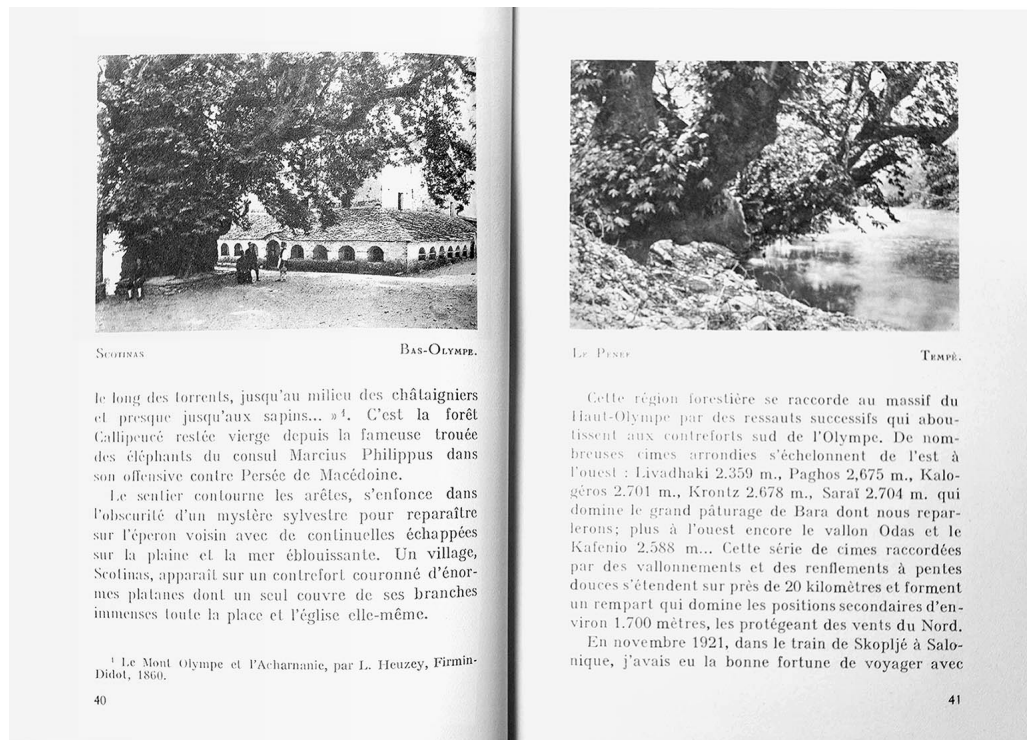 Scotinas Bas-Olympe.
le long des torrents, jusqu'au milieu des châtaigniers
et presque jusqu'aux sapins... »¹. C'est la forêt
Callipeucé restée vierge depuis la fameuse trouée
des éléphants du consul Marcius Philippus dans
son offensive contre Persée de Macédoine.
Le sentier contourne les arêtes, s'enfonce dans
l'obscurité d'un mystère sylvestre pour reparaître
sur l'éperon voisin avec de continuelles échappées
sur la plaine et la mer éblouissante. Un village,
Scotinas, apparaît sur un contrefort couronné d'énor-
mes platanes dont un seul couvre de ses branches
immenses toute la place et l'église elle-même.
¹ Le Mont Olympe et l'Acharnanie, par L. Heuzey, Firmin-
Didot, 1860.
40
Le Penee Tempê.
Cette région forestière se raccorde au massif du
Haut-Olympe par des ressauts successifs qui abou-
tissent aux contreforts sud de l'Olympe. De nom-
breuses cimes arrondies s'échelonnent de l'est à
l'ouest : Livadhaki 2.359 m., Paghos 2,675 m., Kalo-
géros 2.701 m., Krontz 2.678 m., Saraï 2.704 m. qui
domine le grand pâturage de Bara dont nous repar-
lerons; plus à l'ouest encore le vallon Odas et le
Kafenio 2.588 m... Cette série de cimes raccordées
par des vallonnements et des renflements à pentes
douces s'étendent sur près de 20 kilomètres et forment
un rempart qui domine les positions secondaires d'en-
viron 1.700 mètres, les protégeant des vents du Nord.
En novembre 1921, dans le train de Skopljé à Salo-
nique, j'avais eu la bonne fortune de voyager avec
41